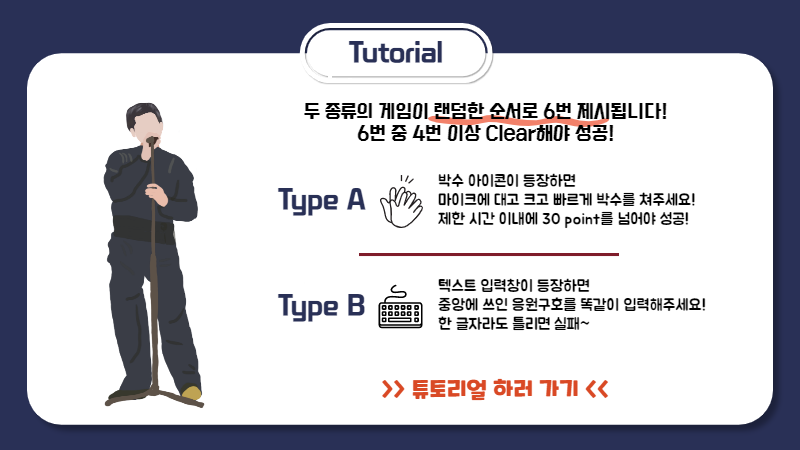 Tutorial
두 종류의 게임이 랜덤한 순서로 6번 제시됩니다!
6번 중 4번 이상 Clear해야 성공!
Type A
박수 아이콘이 등장하면
마이크에 대고 크고 빠르게 박수를 쳐주세요!
제한 시간 이내에 30 point를 넘어야 성공!
Type B
텍스트 입력창이 등장하면
중앙에 쓰인 응원구호를 똑같이 입력해주세요!
한 글자라도 틀리면 실패~
>> 튜토리얼 하러 가기 <<